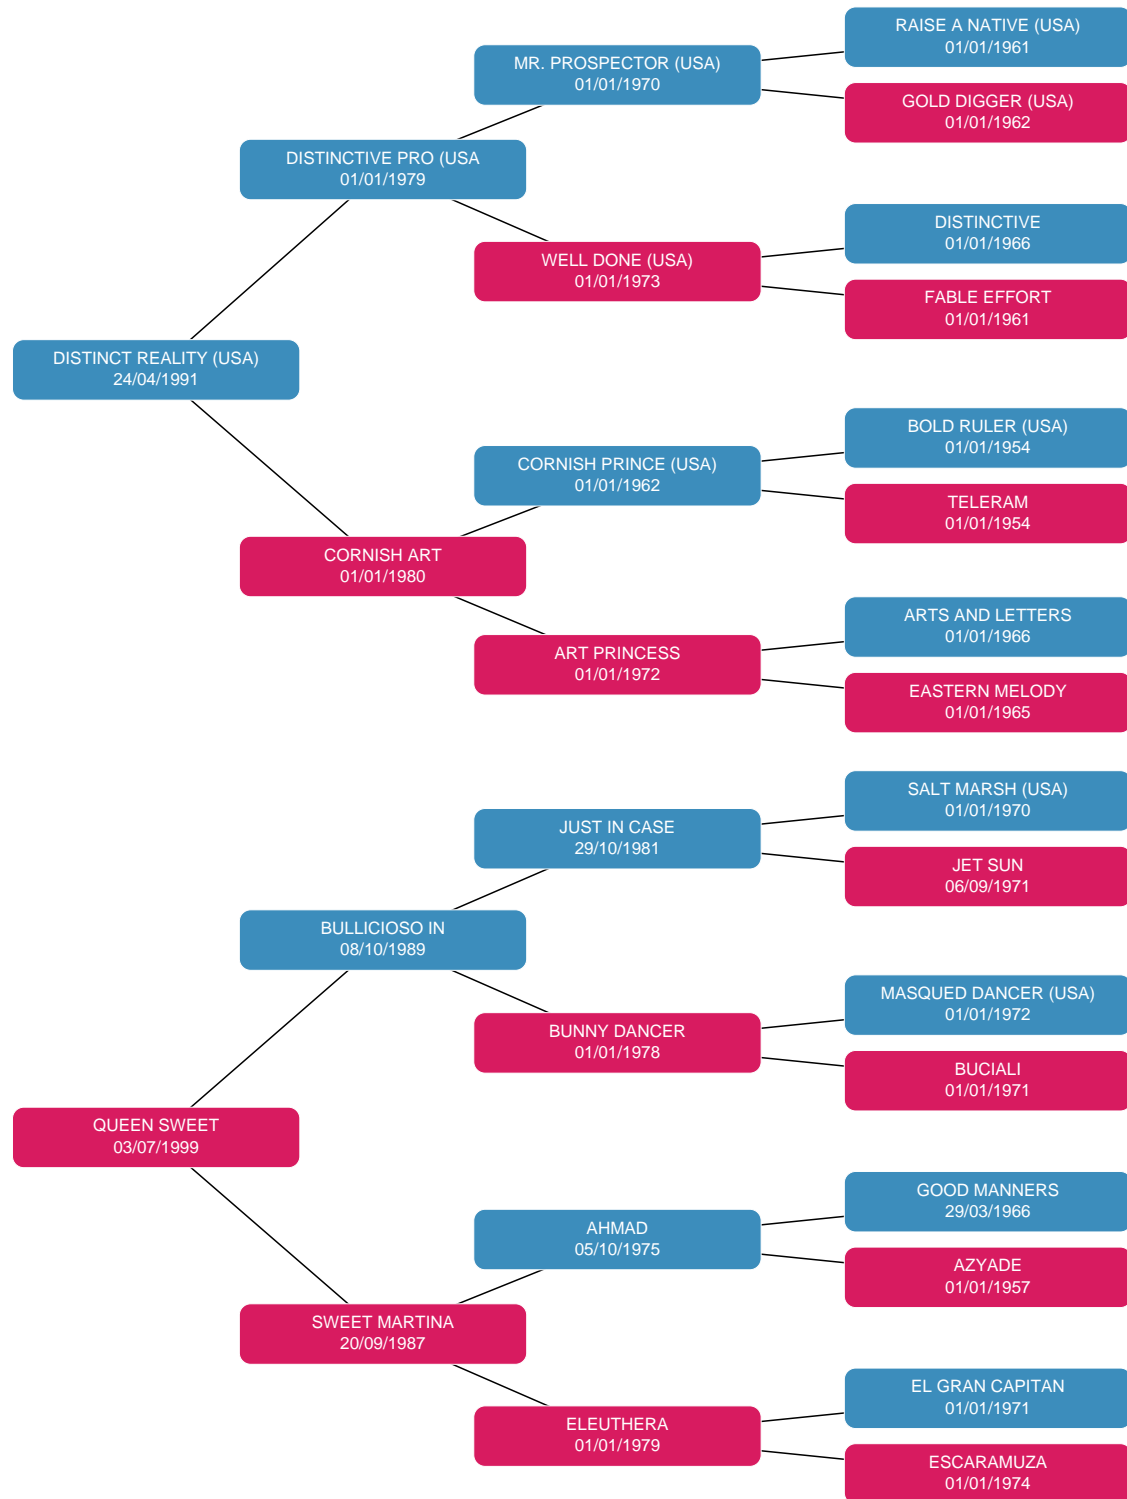 RAISE A NATIVE (USA)
01/01/1961
MR. PROSPECTOR (USA)
01/01/1970
GOLD DIGGER (USA)
01/01/1962
DISTINCTIVE PRO (USA
01/01/1979
DISTINCTIVE
01/01/1966
WELL DONE (USA)
01/01/1973
FABLE EFFORT
01/01/1961
DISTINCT REALITY (USA)
24/04/1991
BOLD RULER (USA)
01/01/1954
CORNISH PRINCE (USA)
01/01/1962
TELERAM
01/01/1954
CORNISH ART
01/01/1980
ARTS AND LETTERS
01/01/1966
ART PRINCESS
01/01/1972
EASTERN MELODY
01/01/1965
SALT MARSH (USA)
01/01/1970
JUST IN CASE
29/10/1981
JET SUN
06/09/1971
BULLICIOSO IN
08/10/1989
MASQUED DANCER (USA)
01/01/1972
BUNNY DANCER
01/01/1978
BUCIALI
01/01/1971
QUEEN SWEET
03/07/1999
GOOD MANNERS
29/03/1966
AHMAD
05/10/1975
AZYADE
01/01/1957
SWEET MARTINA
20/09/1987
EL GRAN CAPITAN
01/01/1971
ELEUTHERA
01/01/1979
ESCARAMUZA
01/01/1974